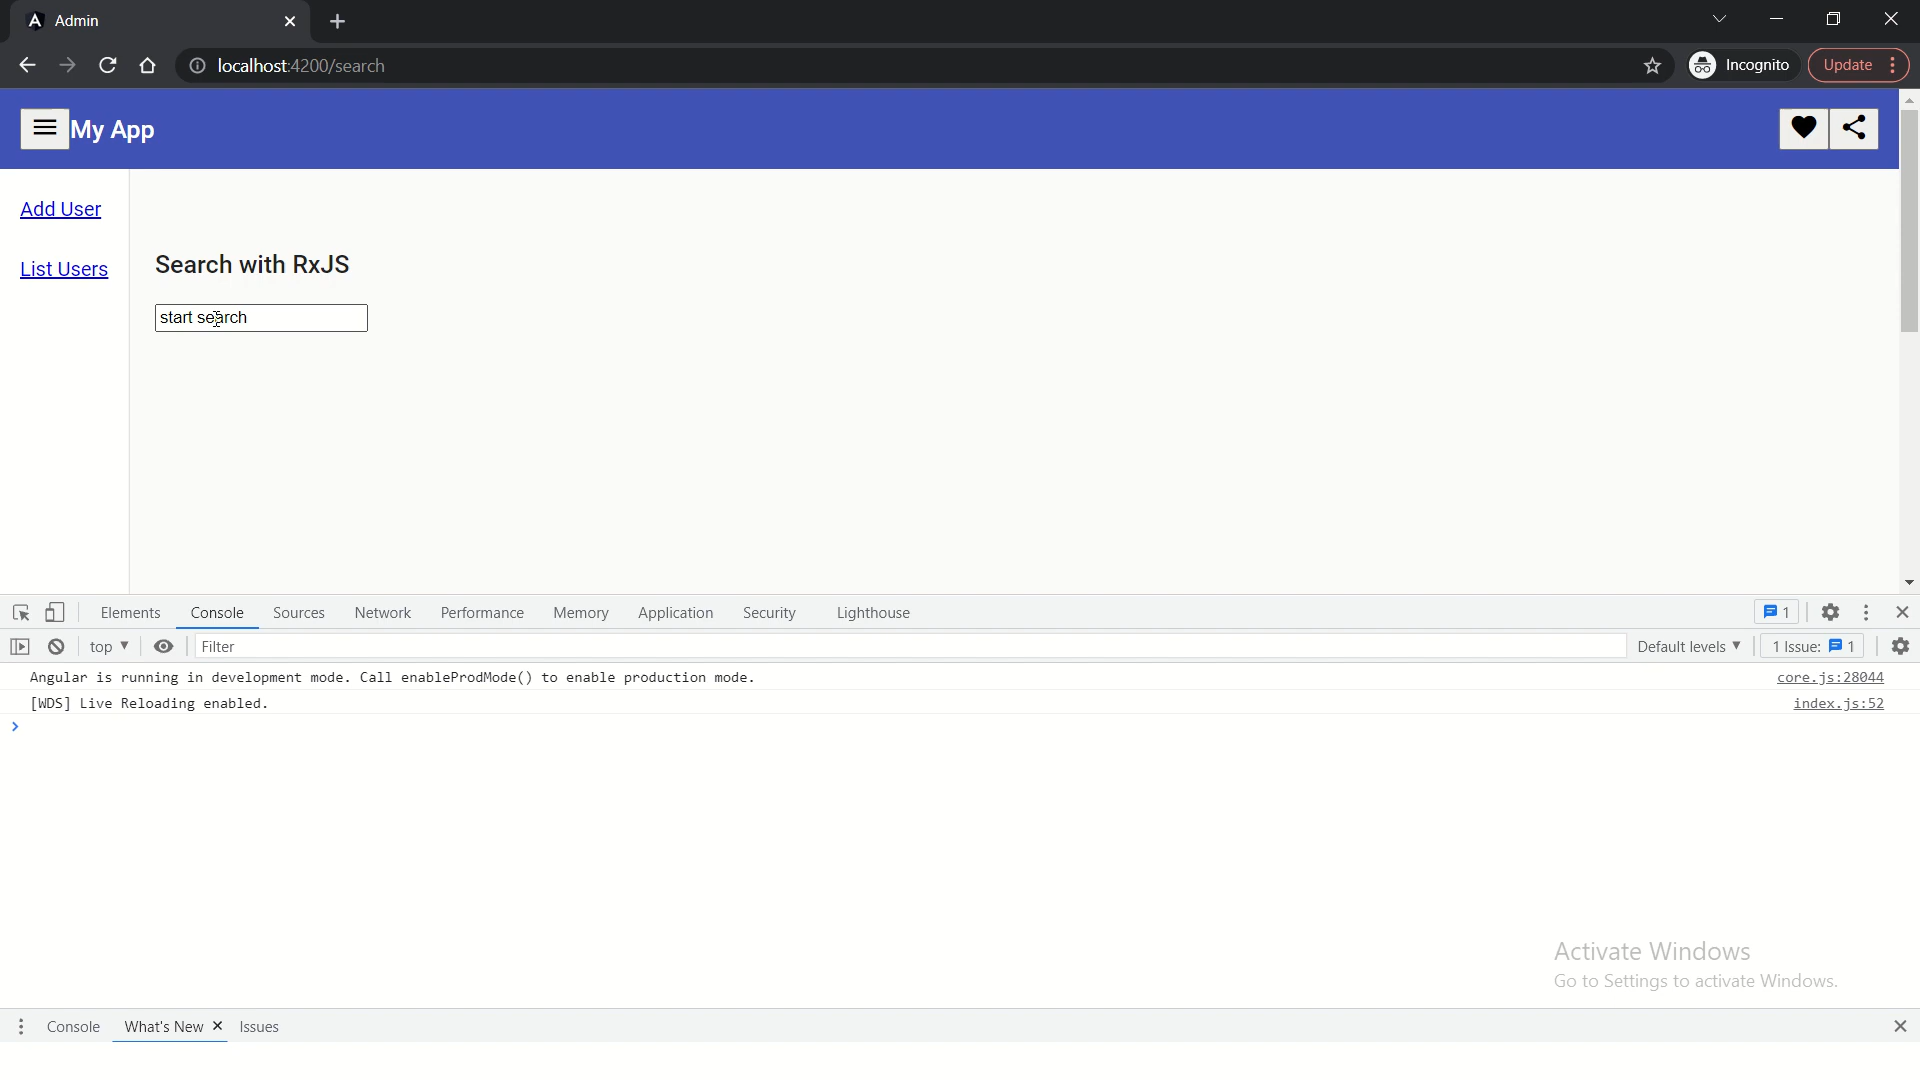 Admin
localhost:4200/search
Incognito
Update
My App
Add User
List Users
Search with RxJS
start search
Elements Console Sources Network Performance Memory Application Security Lighthouse
1
top Filter Default levels 1 Issue: 1
Angular is running in development mode. Call enableProdMode() to enable production mode. core.js:28044
[WDS] Live Reloading enabled. index.js:52
Activate Windows
Go to Settings to activate Windows.
Console What's New Issues